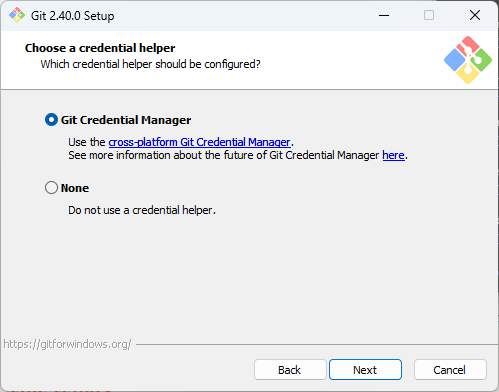 Git 2.40.0 Setup
Choose a credential helper
Which credential helper should be configured?
Git Credential Manager
Use the cross-platform Git Credential Manager.
See more information about the future of Git Credential Manager here.
None
Do not use a credential helper.
https://gitforwindows.org/
Back Next Cancel